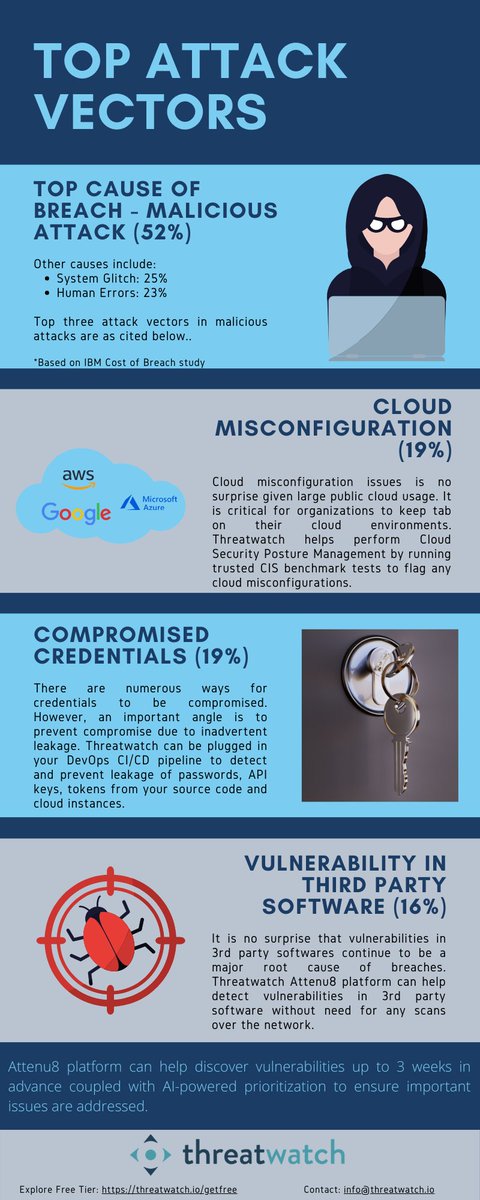 TOP ATTACK
VECTORS
TOP CAUSE OF
BREACH - MALICIOUS
ATTACK (52%)
Other causes include:
• System Glitch: 25%
• Human Errors: 23%
Top three attack vectors in malicious
attacks are as cited below..
*Based on IBM Cost of Breach study
CLOUD
MISCONFIGURATION
(19%)
aws
Google
Microsoft
Azure
Cloud misconfiguration issues is no
surprise given large public cloud usage. It
is critical for organizations to keep tab
on their cloud environments.
Threatwatch helps perform Cloud
Security Posture Management by running
trusted CIS benchmark tests to flag any
cloud misconfigurations.
COMPROMISED
CREDENTIALS (19%)
There are numerous ways for
credentials to be compromised.
However, an important angle is to
prevent compromise due to inadvertent
leakage. Threatwatch can be plugged in
your DevOps CI/CD pipeline to detect
and prevent leakage of passwords, API
keys, tokens from your source code and
cloud instances.
VULNERABILITY IN
THIRD PARTY
SOFTWARE (16%)
It is no surprise that vulnerabilities in
3rd party softwares continue to be a
major root cause of breaches.
Threatwatch Attenu8 platform can help
detect vulnerabilities in 3rd party
software without need for any scans
over the network.
Attenu8 platform can help discover vulnerabilities up to 3 weeks in
advance coupled with AI-powered prioritization to ensure important
issues are addressed.
threatwatch
Explore Free Tier: https://threatwatch.io/getfree
Contact: info@threatwatch.io